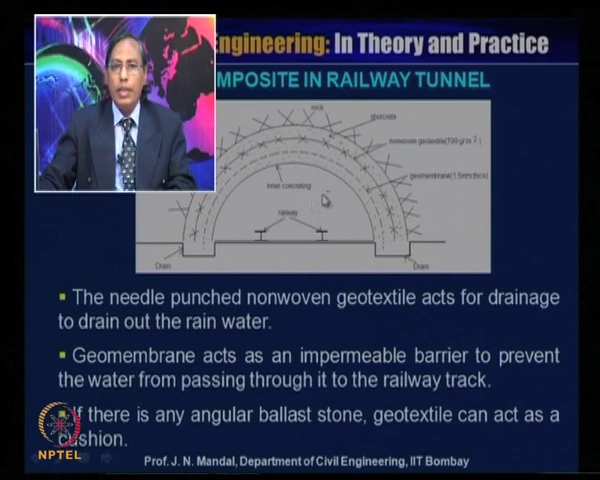 Engineering: In Theory and Practice
MPOSITE IN RAILWAY TUNNEL
rock
shorcrete
nonwoven geotextile(700 g/m 2)
geomembrane(1.5mm thick)
inner concreting
railway
Drain
Drain
▪ The needle punched nonwoven geotextile acts for drainage
to drain out the rain water.
▪ Geomembrane acts as an impermeable barrier to prevent
the water from passing through it to the railway track.
▪ If there is any angular ballast stone, geotextile can act as a
cushion.
NPTEL
Prof. J. N. Mandal, Department of Civil Engineering, IIT Bombay